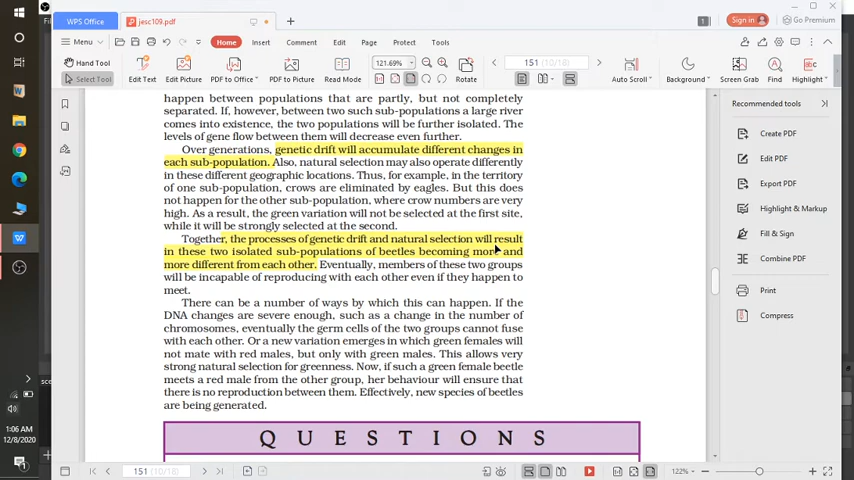 WPS Office
jesc109.pdf
1
Sign in
Go Premium
Menu
Home
Insert
Comment
Edit
Page
Protect
Tools
Hand Tool
Select Tool
Edit Text
Edit Picture
PDF to Office
PDF to Picture
Read Mode
121.69%
Rotate
151 (10/18)
Auto Scroll
Background
Screen Grab
Find
Highlight
happen between populations that are partly, but not completely
separated. If, however, between two such sub-populations a large river
comes into existence, the two populations will be further isolated. The
levels of gene flow between them will decrease even further.
Over generations, genetic drift will accumulate different changes in
each sub-population. Also, natural selection may also operate differently
in these different geographic locations. Thus, for example, in the territory
of one sub-population, crows are eliminated by eagles. But this does
not happen for the other sub-population, where crow numbers are very
high. As a result, the green variation will not be selected at the first site,
while it will be strongly selected at the second.
Together, the processes of genetic drift and natural selection will result
in these two isolated sub-populations of beetles becoming more and
more different from each other. Eventually, members of these two groups
will be incapable of reproducing with each other even if they happen to
meet.
There can be a number of ways by which this can happen. If the
DNA changes are severe enough, such as a change in the number of
chromosomes, eventually the germ cells of the two groups cannot fuse
with each other. Or a new variation emerges in which green females will
not mate with red males, but only with green males. This allows very
strong natural selection for greenness. Now, if such a green female beetle
meets a red male from the other group, her behaviour will ensure that
there is no reproduction between them. Effectively, new species of beetles
are being generated.
QUESTIONS
Recommended tools
Create PDF
Edit PDF
Export PDF
Highlight & Markup
Fill & Sign
Combine PDF
Print
Compress
1:06 AM
12/8/2020
151 (10/18)
122%